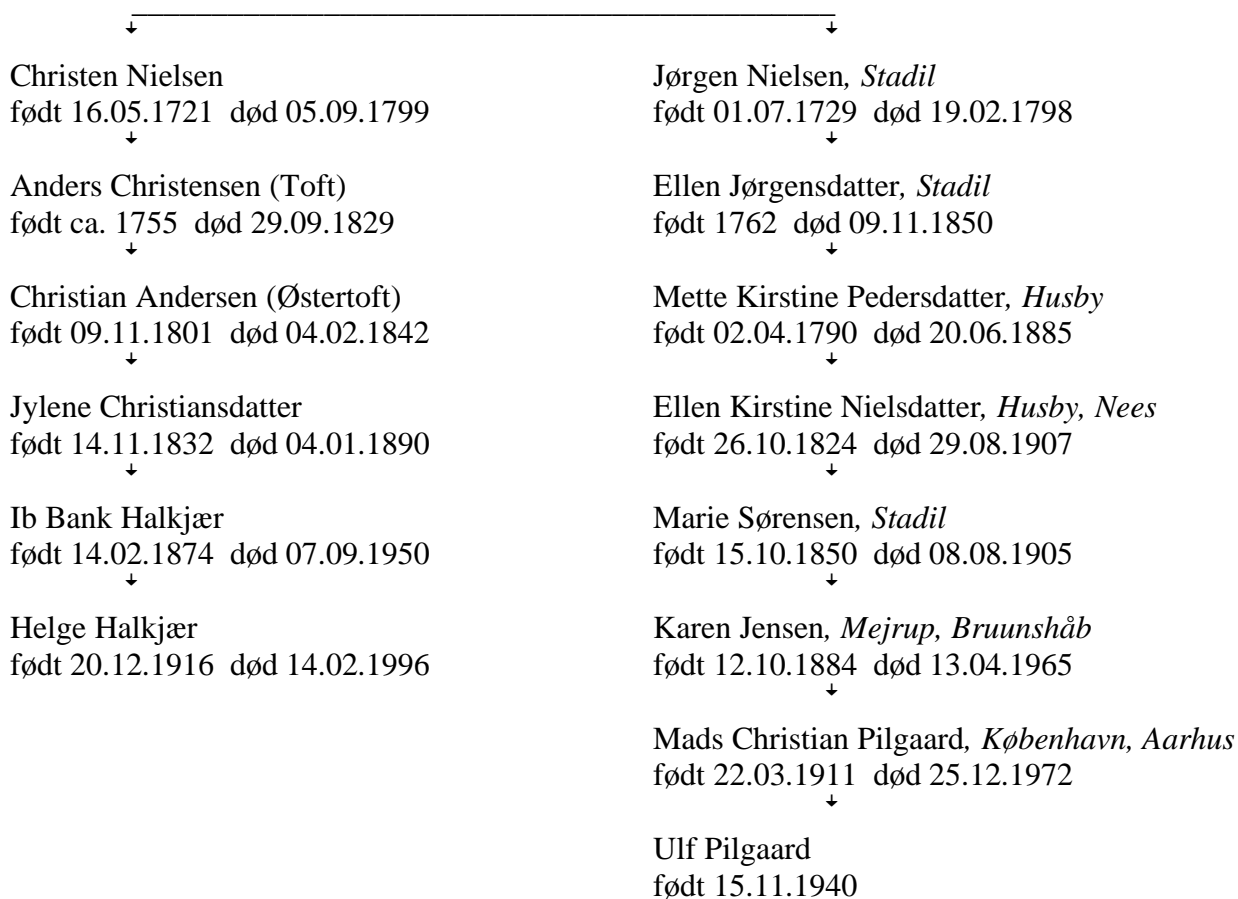 Christen Nielsen
født 16.05.1721 død 05.09.1799
Anders Christensen (Toft)
født ca. 1755 død 29.09.1829
Christian Andersen (Østertoft)
født 09.11.1801 død 04.02.1842
Jylene Christiansdatter
født 14.11.1832 død 04.01.1890
Ib Bank Halkjær
født 14.02.1874 død 07.09.1950
Helge Halkjær
født 20.12.1916 død 14.02.1996
Jørgen Nielsen, Stadil
født 01.07.1729 død 19.02.1798
Ellen Jørgensdatter, Stadil
født 1762 død 09.11.1850
Mette Kirstine Pedersdatter, Husby
født 02.04.1790 død 20.06.1885
Ellen Kirstine Nielsdatter, Husby, Nees
født 26.10.1824 død 29.08.1907
Marie Sørensen, Stadil
født 15.10.1850 død 08.08.1905
Karen Jensen, Mejrup, Bruunshåb
født 12.10.1884 død 13.04.1965
Mads Christian Pilgaard, København, Aarhus
født 22.03.1911 død 25.12.1972
Ulf Pilgaard
født 15.11.1940